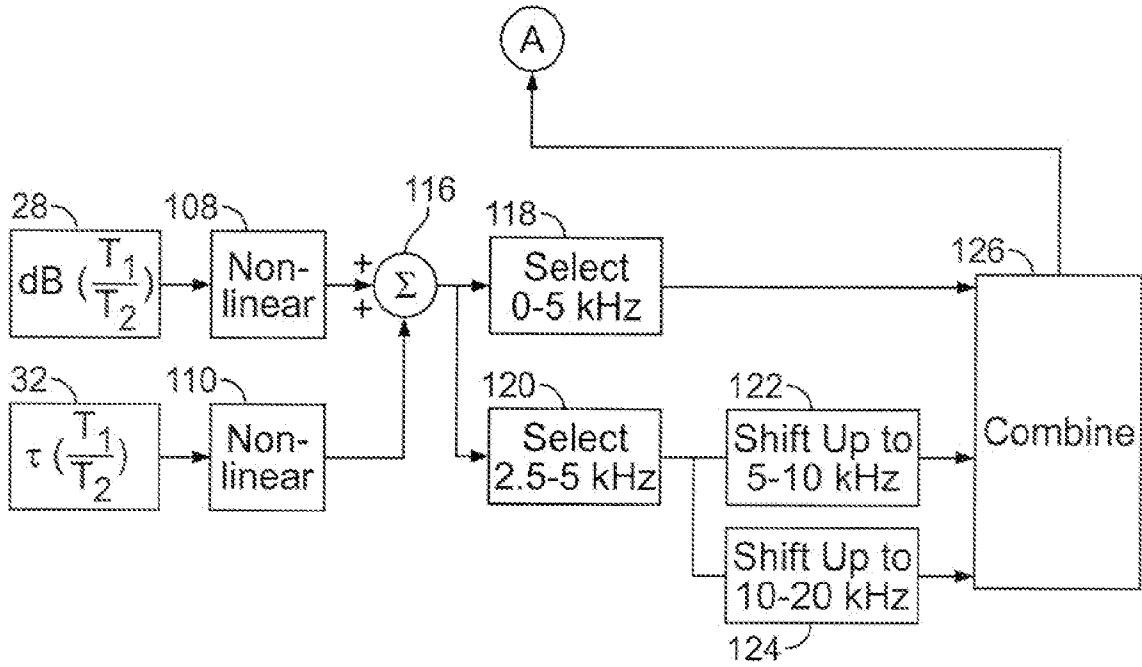 A
28
dB (T1/T2)
108
Non-
linear
+
+
116
Σ
118
Select
0-5 kHz
126
Combine
32
τ (T1/T2)
110
Non-
linear
120
Select
2.5-5 kHz
122
Shift Up to
5-10 kHz
Shift Up to
10-20 kHz
124